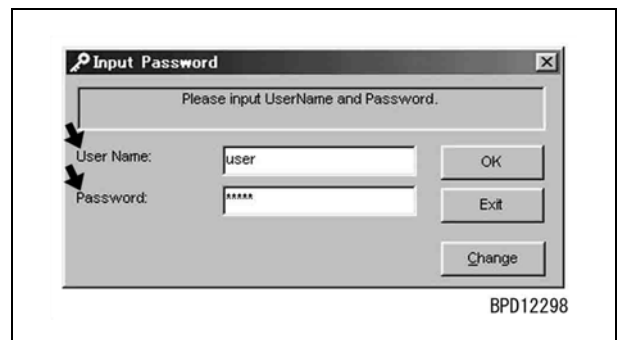 Input Password
Please input UserName and Password.
User Name: user OK
Password: ***** Exit
Change
BPD12298